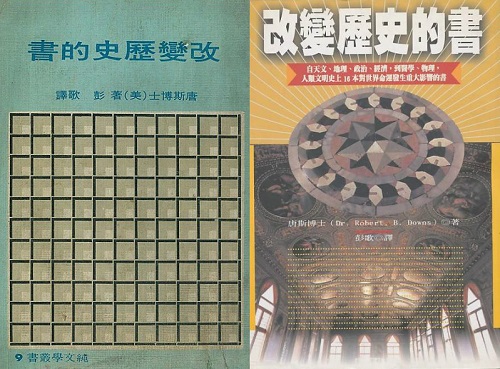 改變歷史的書
唐斯博士(美)著 彭歌譯
純文學叢書 9
改變歷史的書
自天文、地理、政治、經濟，到醫學、物理，
人類文明史上16本對世界命運發生重大影響的書
唐斯博士（Dr. Robert. B. Downs）◎著
彭歌◎譯